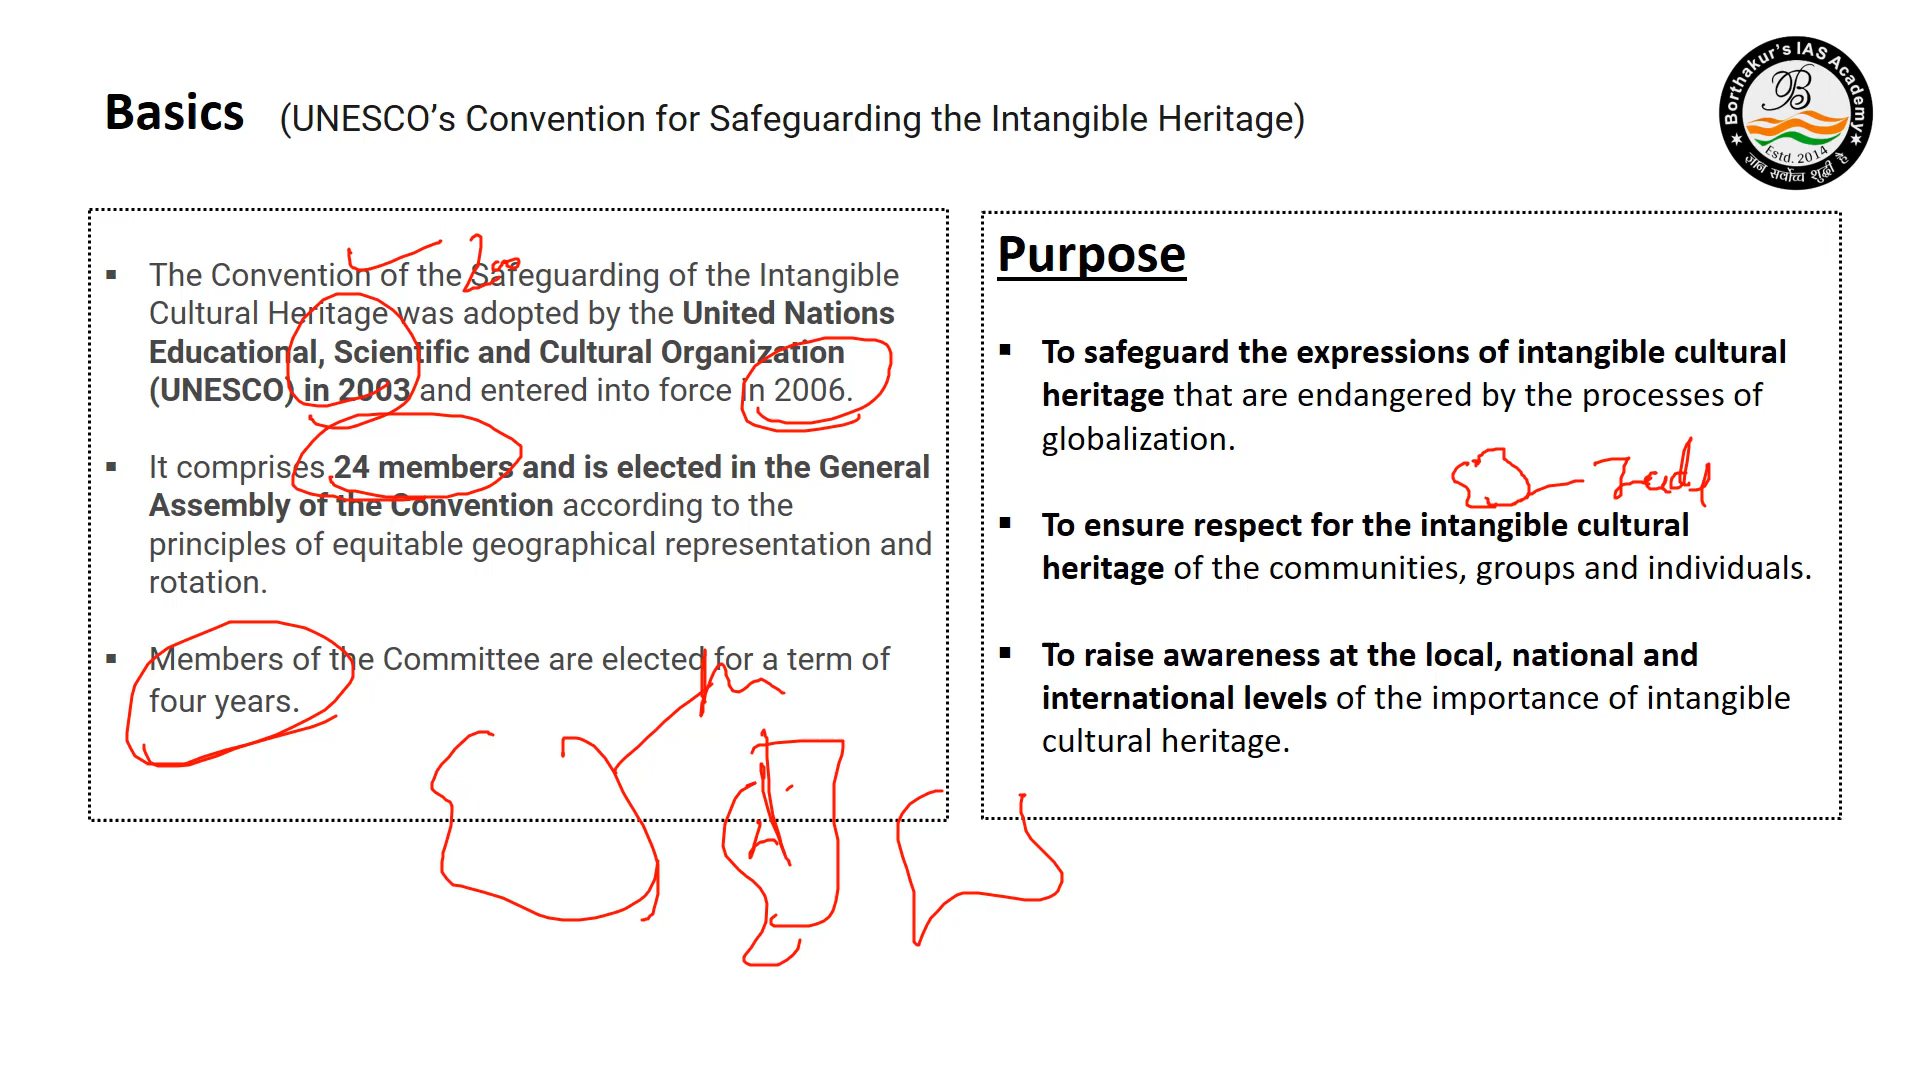 Basics (UNESCO’s Convention for Safeguarding the Intangible Heritage)
Borthakur's IAS Academy
B
Estd. 2014
ज्ञान सर्वोच्च शुद्धी है
▪ The Convention of the Safeguarding of the Intangible
Cultural Heritage was adopted by the United Nations
Educational, Scientific and Cultural Organization
(UNESCO) in 2003 and entered into force in 2006.
▪ It comprises 24 members and is elected in the General
Assembly of the Convention according to the
principles of equitable geographical representation and
rotation.
▪ Members of the Committee are elected for a term of
four years.
Purpose
▪ To safeguard the expressions of intangible cultural
heritage that are endangered by the processes of
globalization.
▪ To ensure respect for the intangible cultural
heritage of the communities, groups and individuals.
▪ To raise awareness at the local, national and
international levels of the importance of intangible
cultural heritage.